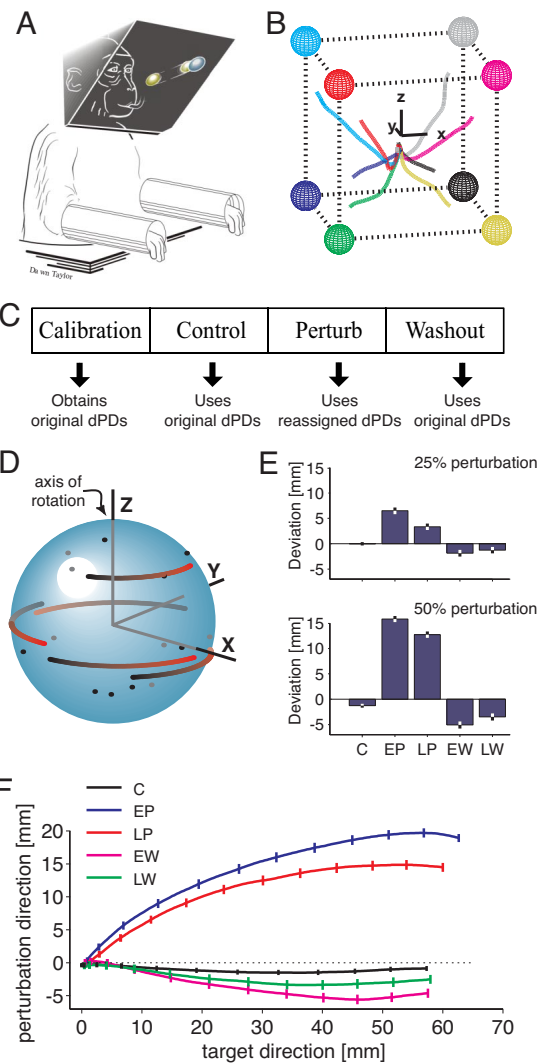 A
Da wn Taylor
B
z
y
x
C
Calibration Control Perturb Washout
Obtains original dPDs
Uses original dPDs
Uses reassigned dPDs
Uses original dPDs
D
axis of
rotation
Z
Y
X
E
25% perturbation
Deviation [mm]
15
10
5
0
-5
50% perturbation
Deviation [mm]
15
10
5
0
-5
C EP LP EW LW
F
C
EP
LP
EW
LW
perturbation direction [mm]
20
15
10
5
0
-5
0 10 20 30 40 50 60 70
target direction [mm]